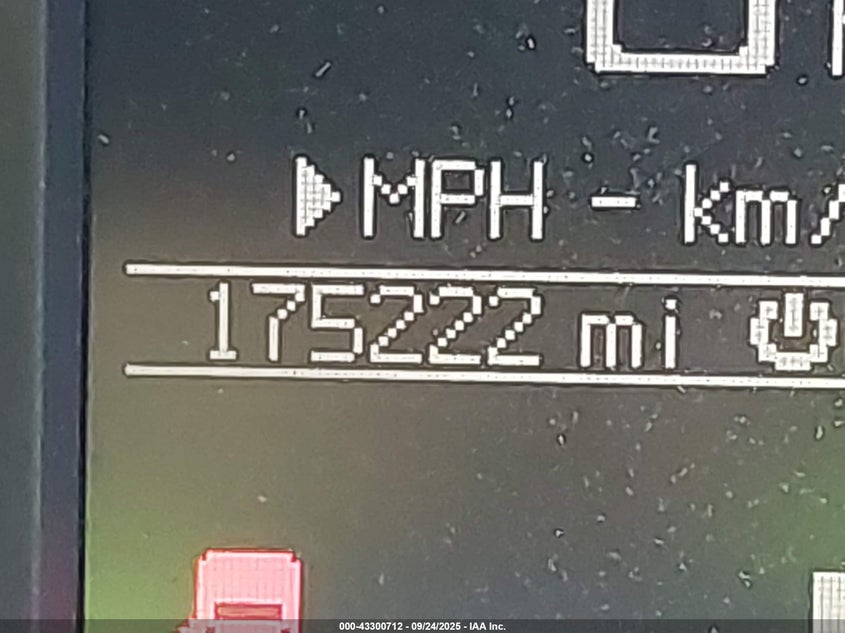 MPH - km/
175222 mi
000-43300712 - 09/24/2025 - IAA Inc.